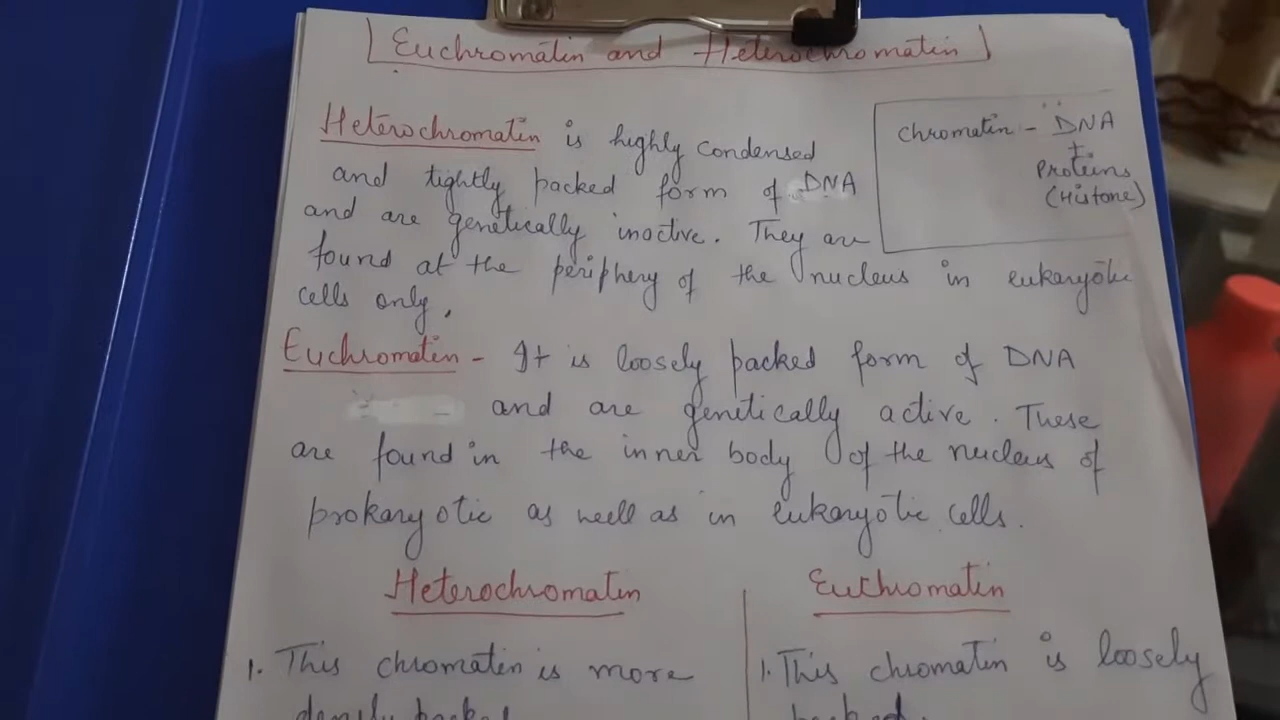 Euchromatin and Heterochromatin
Heterochromatin is highly condensed
and tightly packed form of DNA
and are genetically inactive. They are
found at the periphery of the nucleus in eukaryotic
cells only.
chromatin - DNA
+
Proteins
(Histone)
Euchromatin - It is loosely packed form of DNA
and are genetically active. These
are found in the inner body of the nucleus of
prokaryotic as well as in eukaryotic cells.
Heterochromatin
1. This chromatin is more
densly packed
Euchromatin
1. This chromatin is loosely
packed.